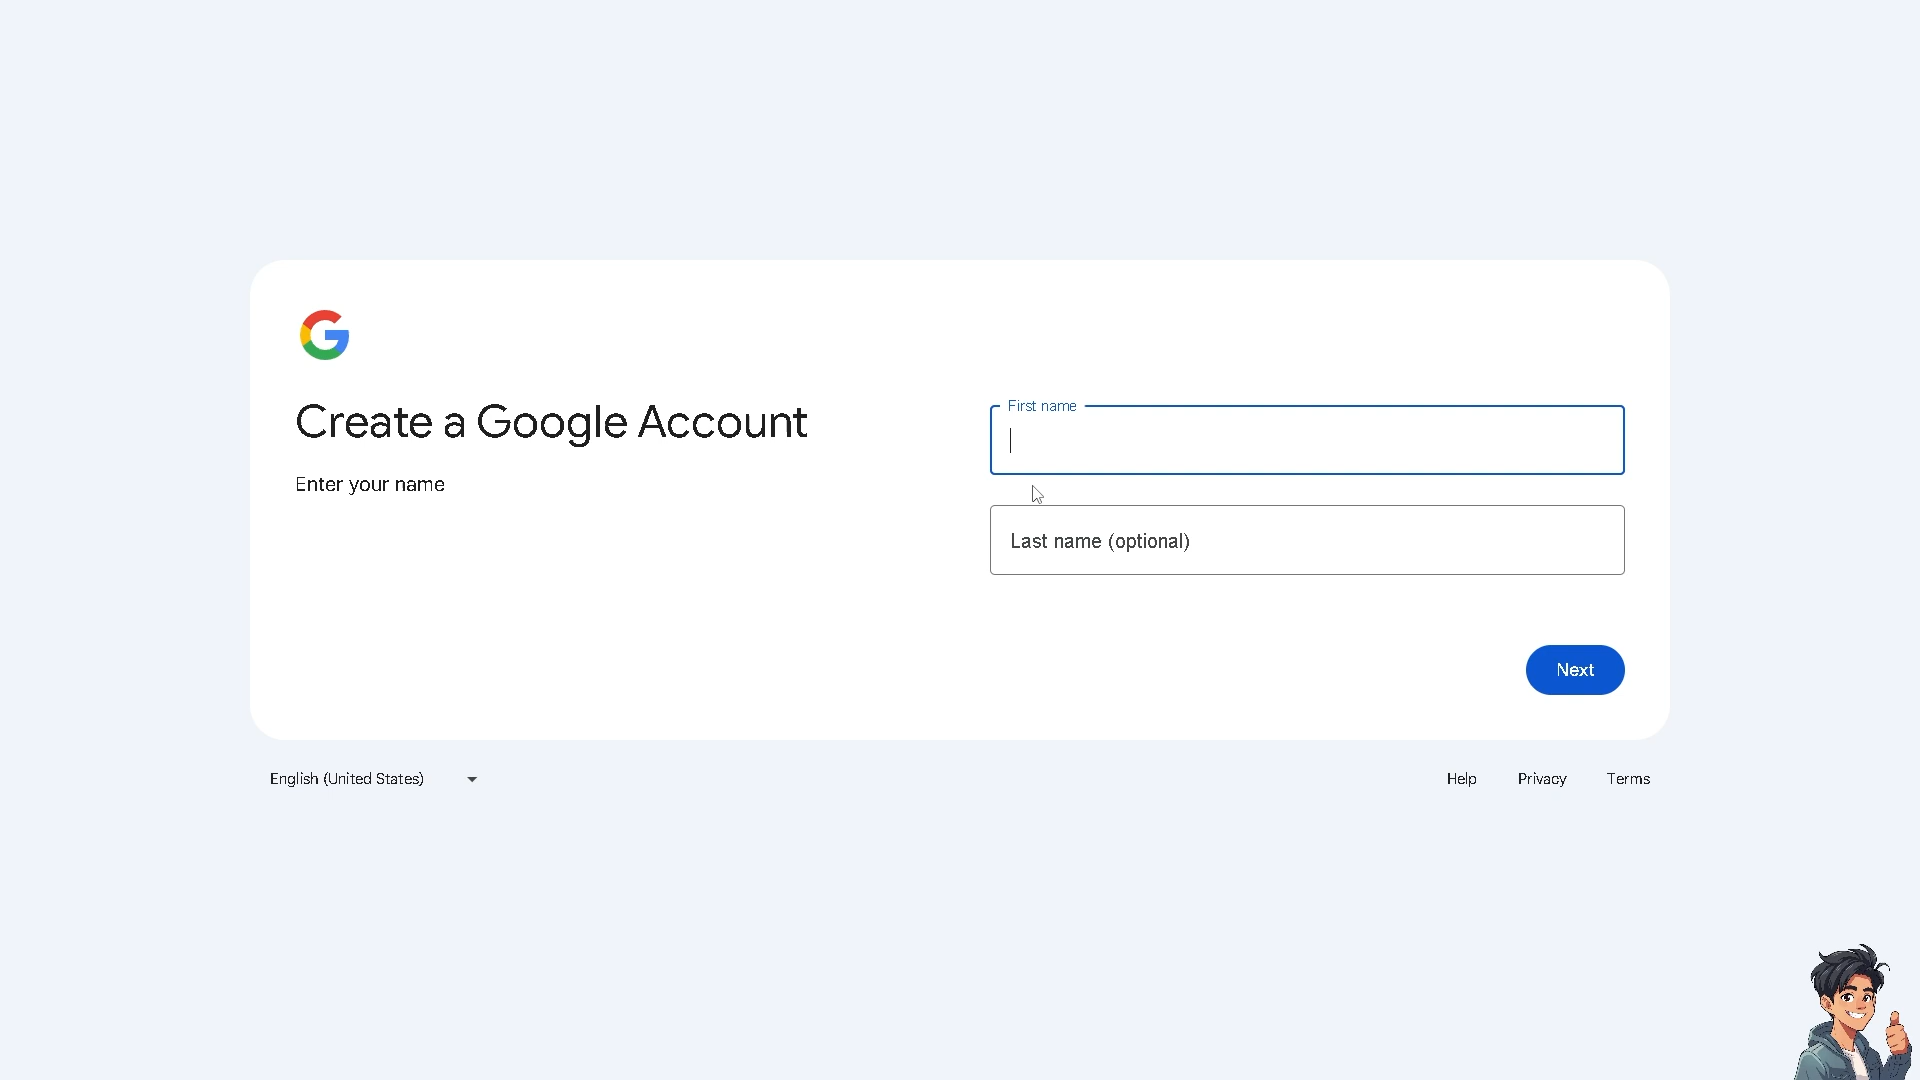 Create a Google Account
Enter your name
First name
Last name (optional)
Next
English (United States)
Help
Privacy
Terms